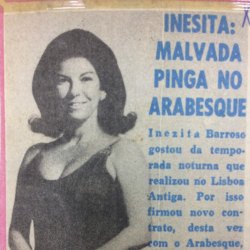 INESITA:
MALVADA
PINGA NO
ARABESQUE
Inezita Barroso
gostou da tempo-
rada noturna que
realizou no Lisboa
Antiga. Por isso
firmou novo con-
trato, desta vez
com o Arabesque,